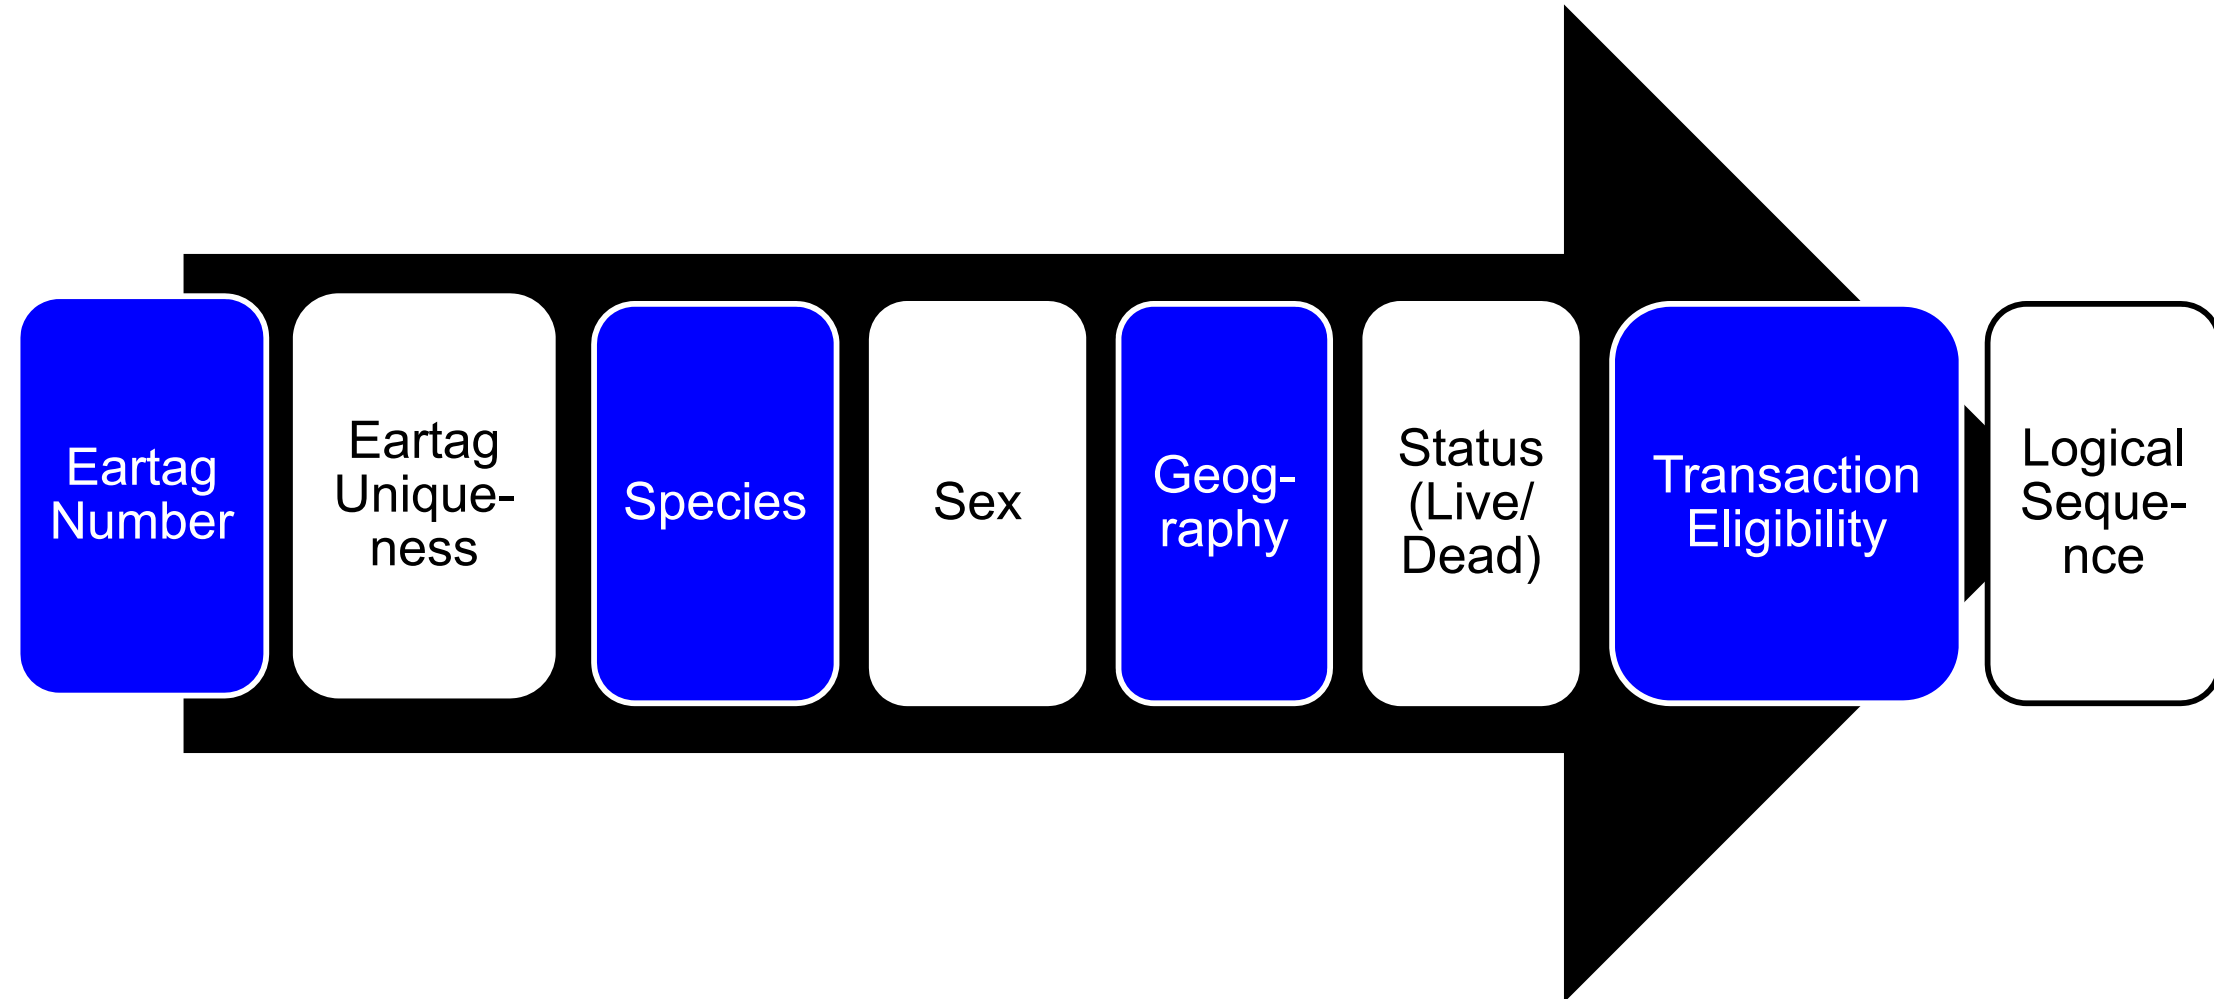 Eartag
Number
Eartag
Unique-
ness
Species
Sex
Geog-
raphy
Status
(Live/
Dead)
Transaction
Eligibility
Logical
Seque-
nce